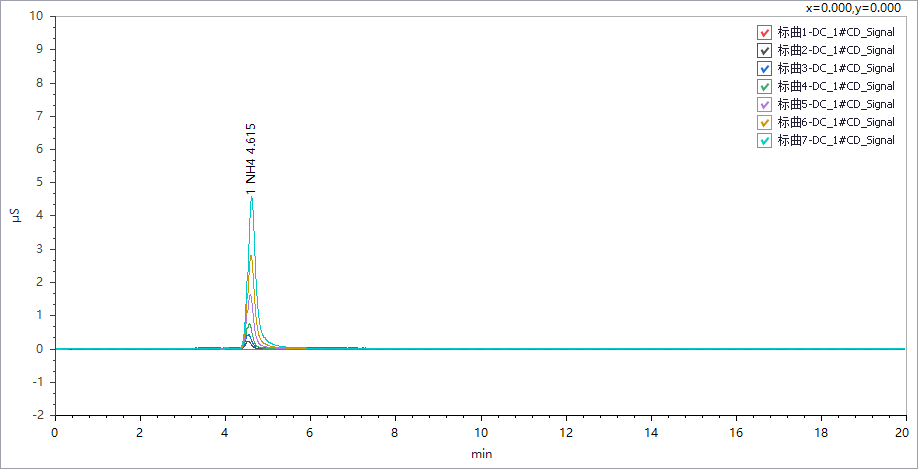 x=0.000,y=0.000
标曲1-DC_1#CD_Signal
标曲2-DC_1#CD_Signal
标曲3-DC_1#CD_Signal
标曲4-DC_1#CD_Signal
标曲5-DC_1#CD_Signal
标曲6-DC_1#CD_Signal
标曲7-DC_1#CD_Signal
10
9
8
7
6
5
4
3
2
1
0
-1
-2
µS
1 NH4 4.615
0 2 4 6 8 10 12 14 16 18 20
min